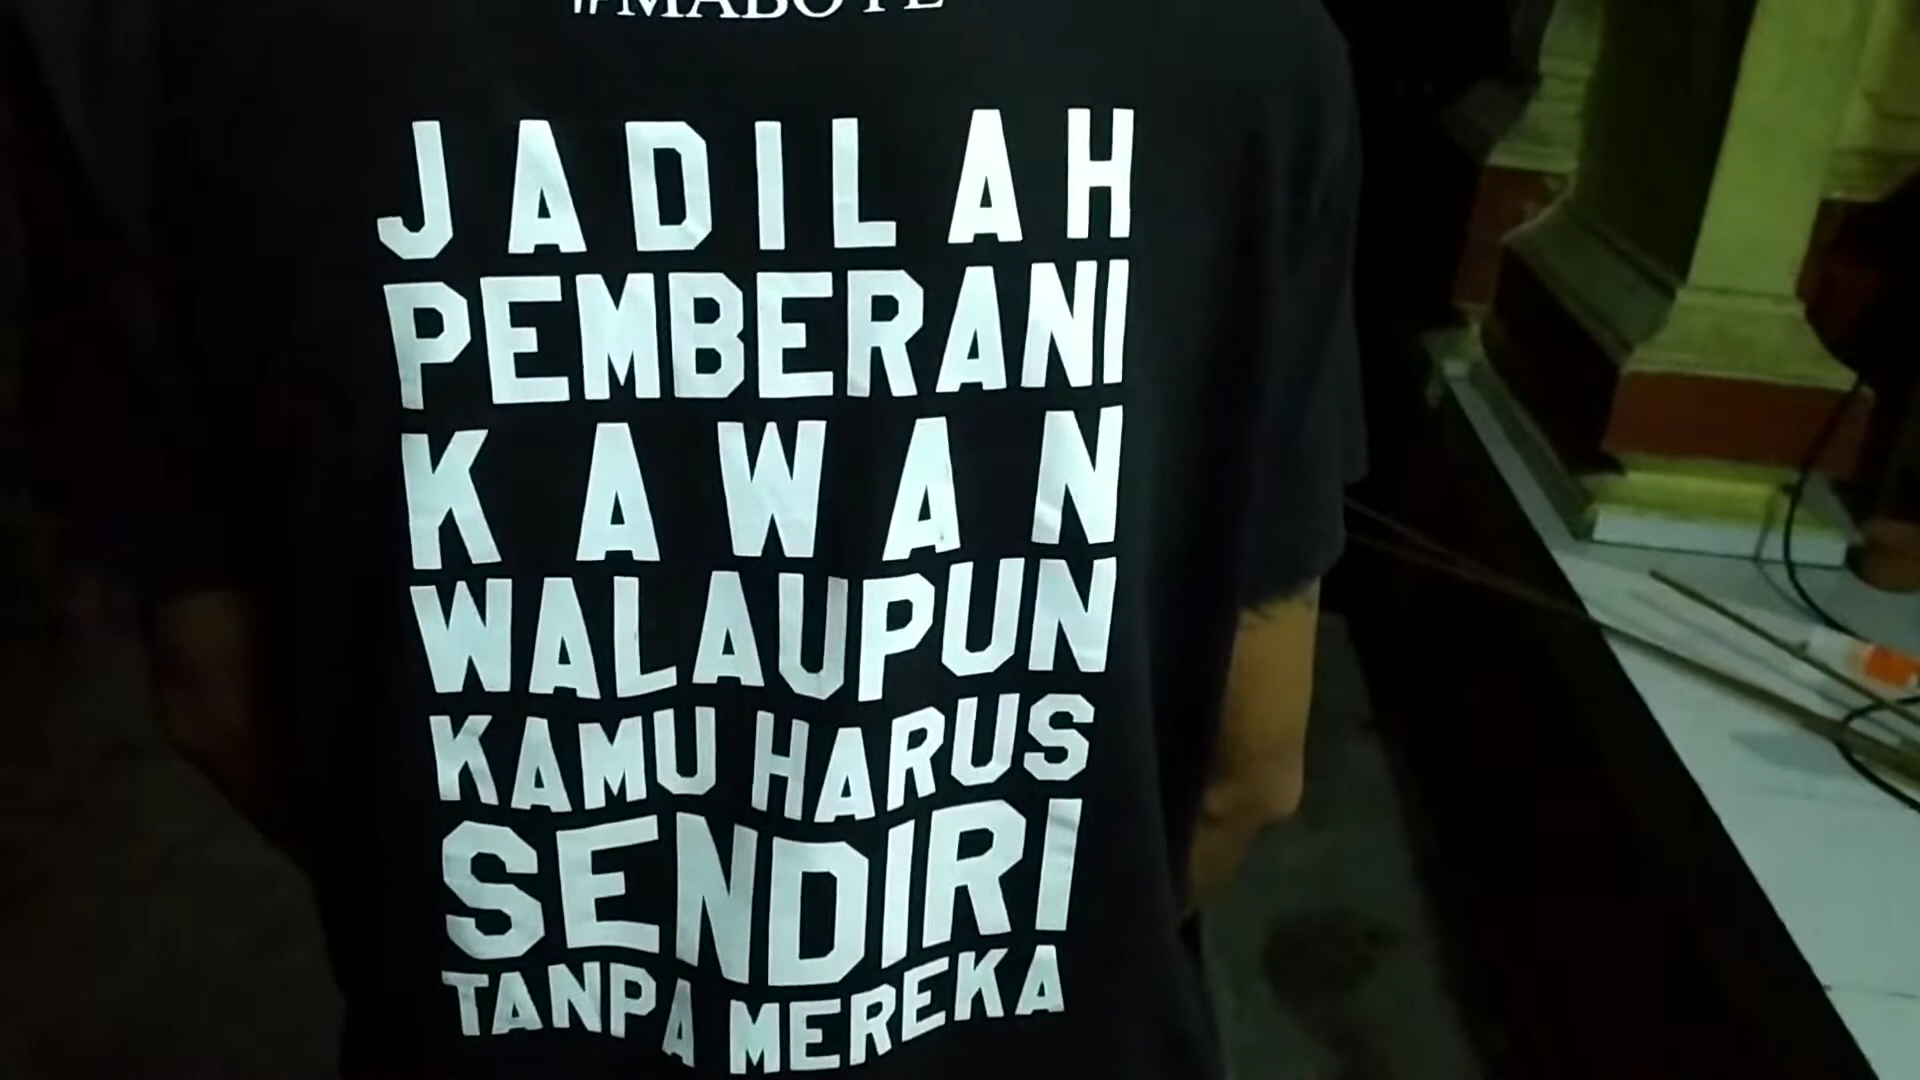 JADILAH
PEMBERANI
KAWAN
WALAUPUN
KAMU HARUS
SENDIRI
TANPA MEREKA